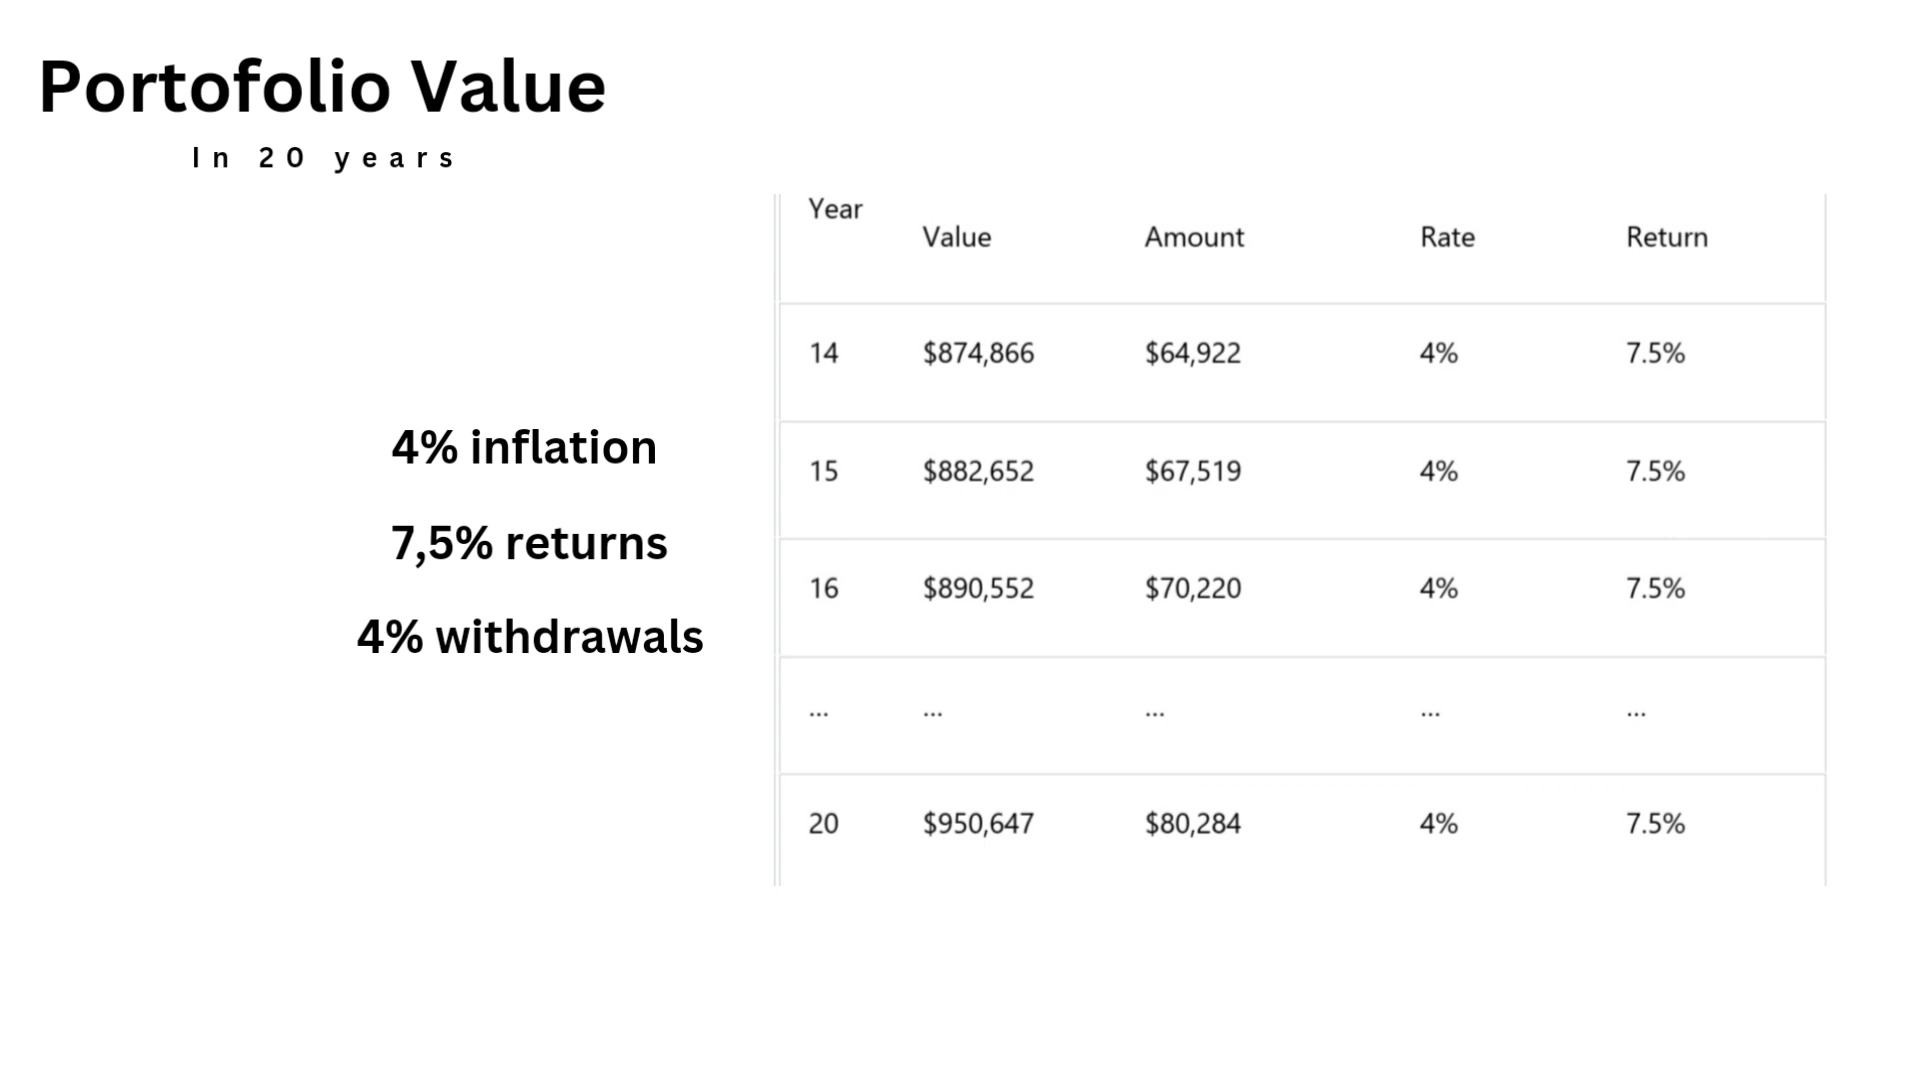 Portofolio Value
In 20 years
4% inflation
7,5% returns
4% withdrawals
Year Value Amount Rate Return
14 $874,866 $64,922 4% 7.5%
15 $882,652 $67,519 4% 7.5%
16 $890,552 $70,220 4% 7.5%
... ... ... ... ...
20 $950,647 $80,284 4% 7.5%